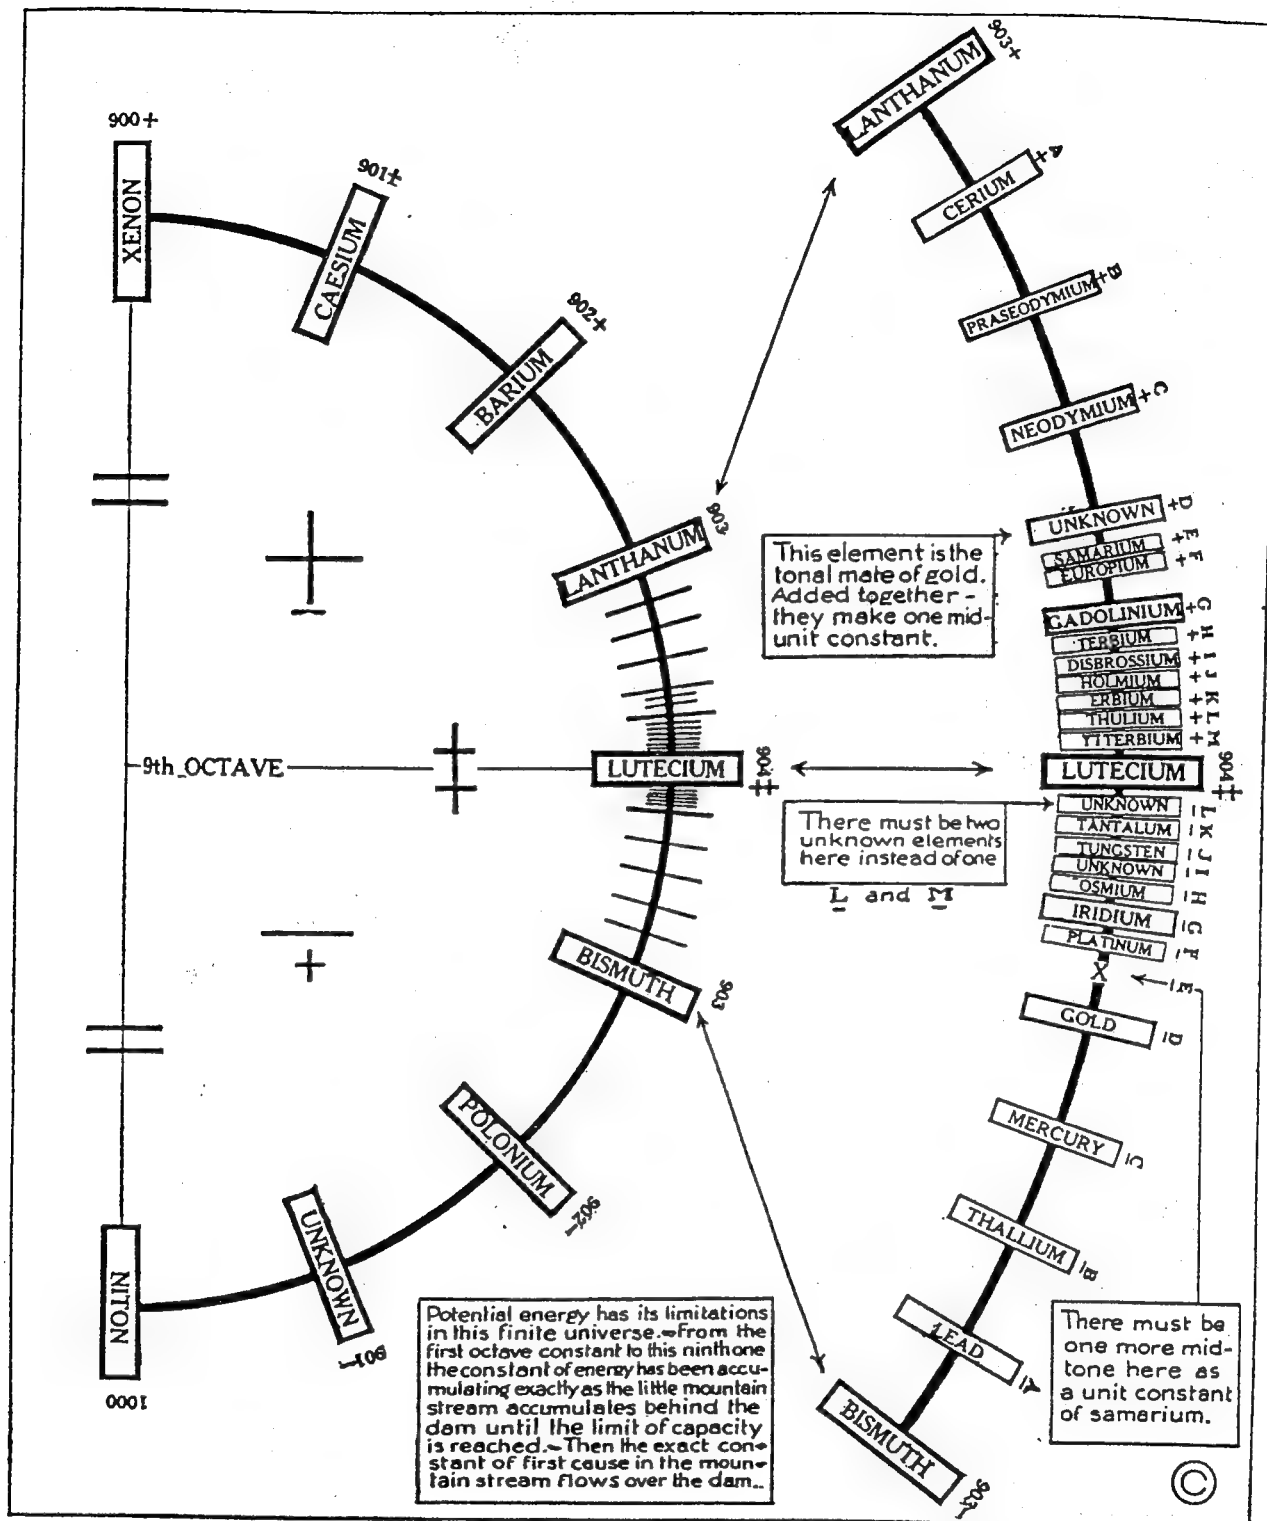 900+
XENON
901±
CAESIUM
902+
BARIUM
903
LANTHANUM
9th OCTAVE
LUTECIUM
904‡
BISMUTH
903
POLONIUM
902-
UNKNOWN
901-
NITON
1000
903+
LANTHANUM
A+
CERIUM
B+
PRASEODYMIUM
C+
NEODYMIUM
D+
UNKNOWN
E+
SAMARIUM
F+
EUROPIUM
G+
GADOLINIUM
H+
TERBIUM
I+
DISBROSSIUM
J+
HOLMIUM
K+
ERBIUM
L+
THULIUM
M+
YTTERBIUM
904‡
LUTECIUM
UNKNOWN
L-
TANTALUM
K-
TUNGSTEN
J-
UNKNOWN
I-
OSMIUM
H-
IRIDIUM
G-
PLATINUM
F-
X
E-
GOLD
D-
MERCURY
C-
THALLIUM
B-
LEAD
A-
BISMUTH
903-
This element is the
tonal mate of gold.
Added together -
they make one mid-
unit constant.
There must be two
unknown elements
here instead of one
L and M
There must be
one more mid-
tone here as
a unit constant
of samarium.
Potential energy has its limitations
in this finite universe.~From the
first octave constant to this ninth one
the constant of energy has been accu-
mulating exactly as the little mountain
stream accumulates behind the
dam until the limit of capacity
is reached.~Then the exact con-
stant of first cause in the moun-
tain stream flows over the dam..
©